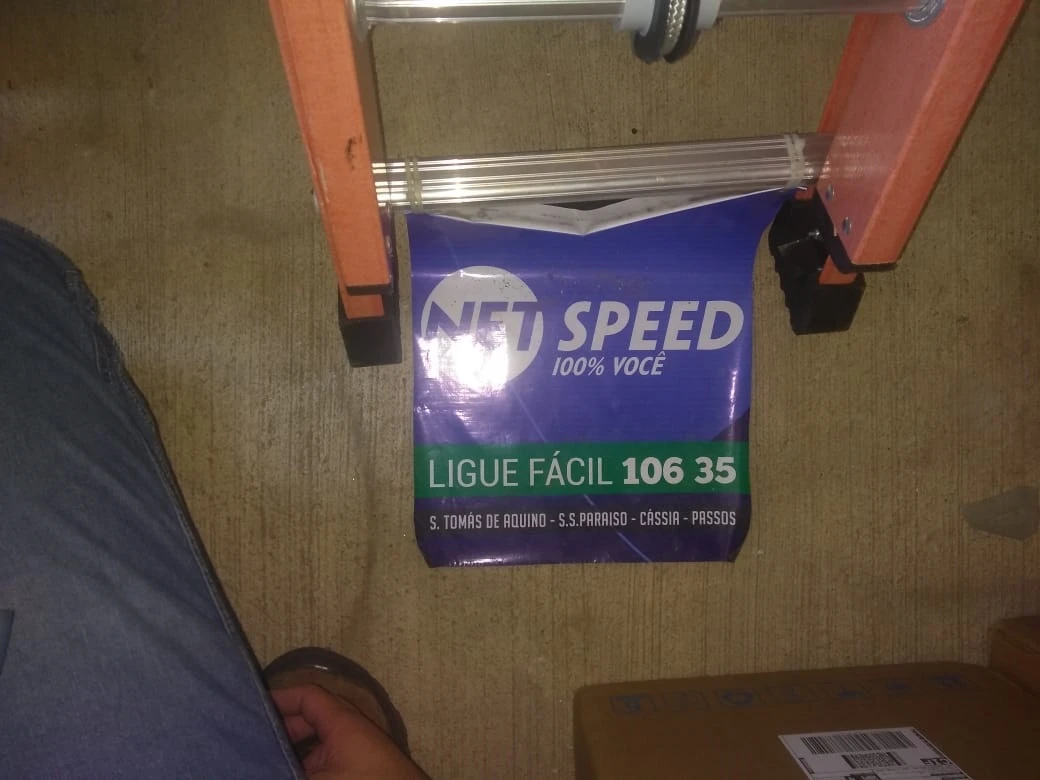 NET SPEED
100% VOCÊ
LIGUE FÁCIL 106 35
S. TOMÁS DE AQUINO - S.S.PARAISO - CÁSSIA - PASSOS